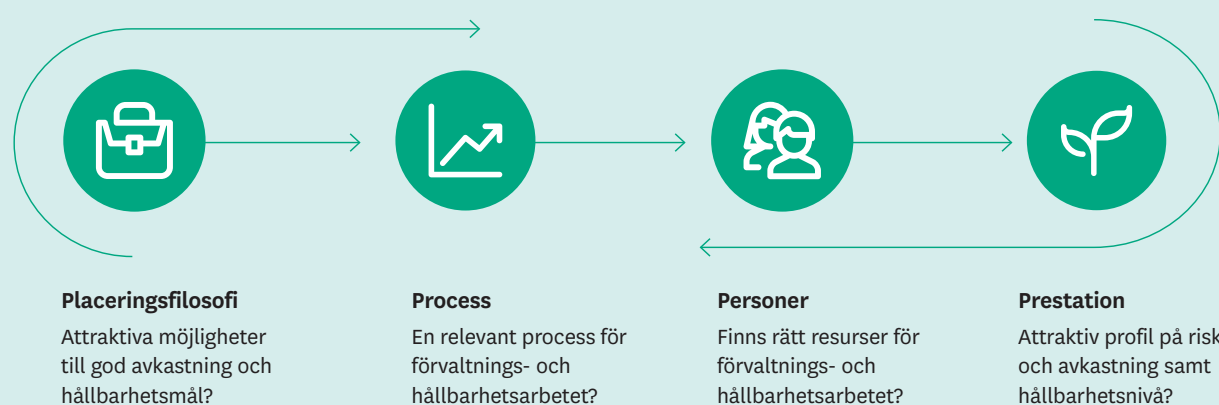 Placeringsfilosofi
Attraktiva möjligheter
till god avkastning och
hållbarhetsmål?
Process
En relevant process för
förvaltnings- och
hållbarhetsarbetet?
Personer
Finns rätt resurser för
förvaltnings- och
hållbarhetsarbetet?
Prestation
Attraktiv profil på risk
och avkastning samt
hållbarhetsnivå?